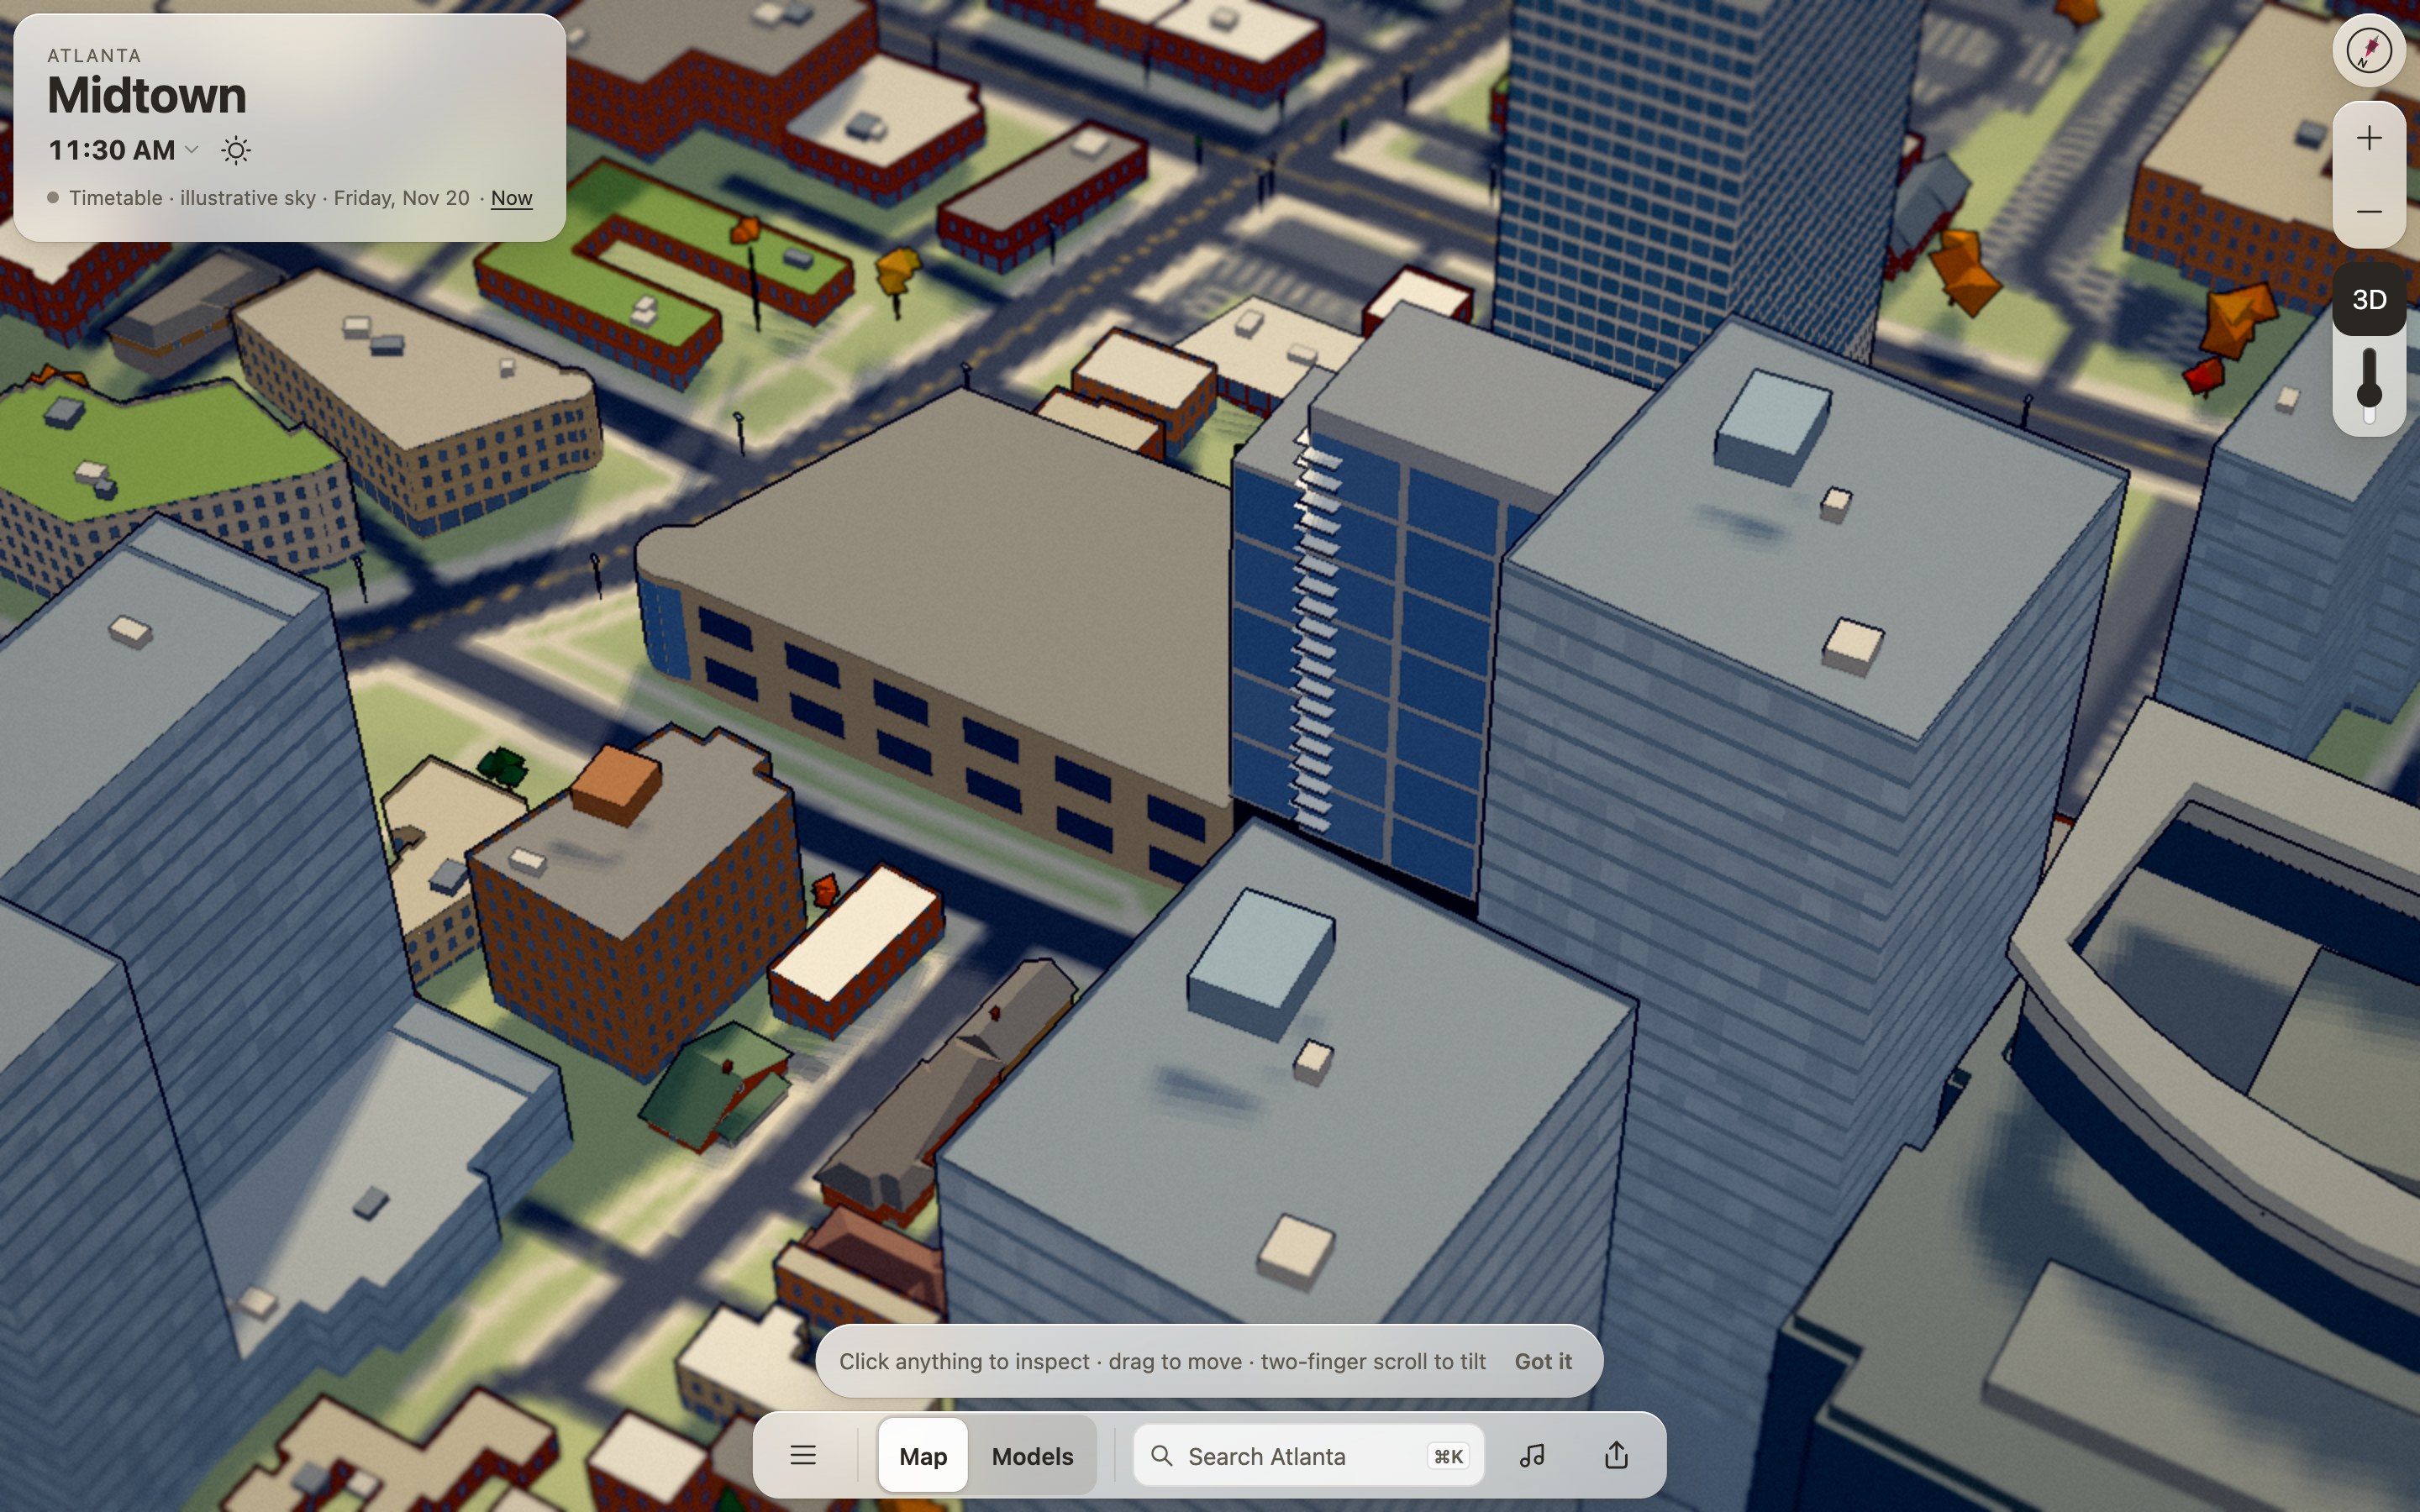 ATLANTA
Midtown
11:30 AM
Timetable · illustrative sky · Friday, Nov 20 · Now
N
3D
Click anything to inspect · drag to move · two-finger scroll to tilt Got it
Map Models Search Atlanta ⌘K